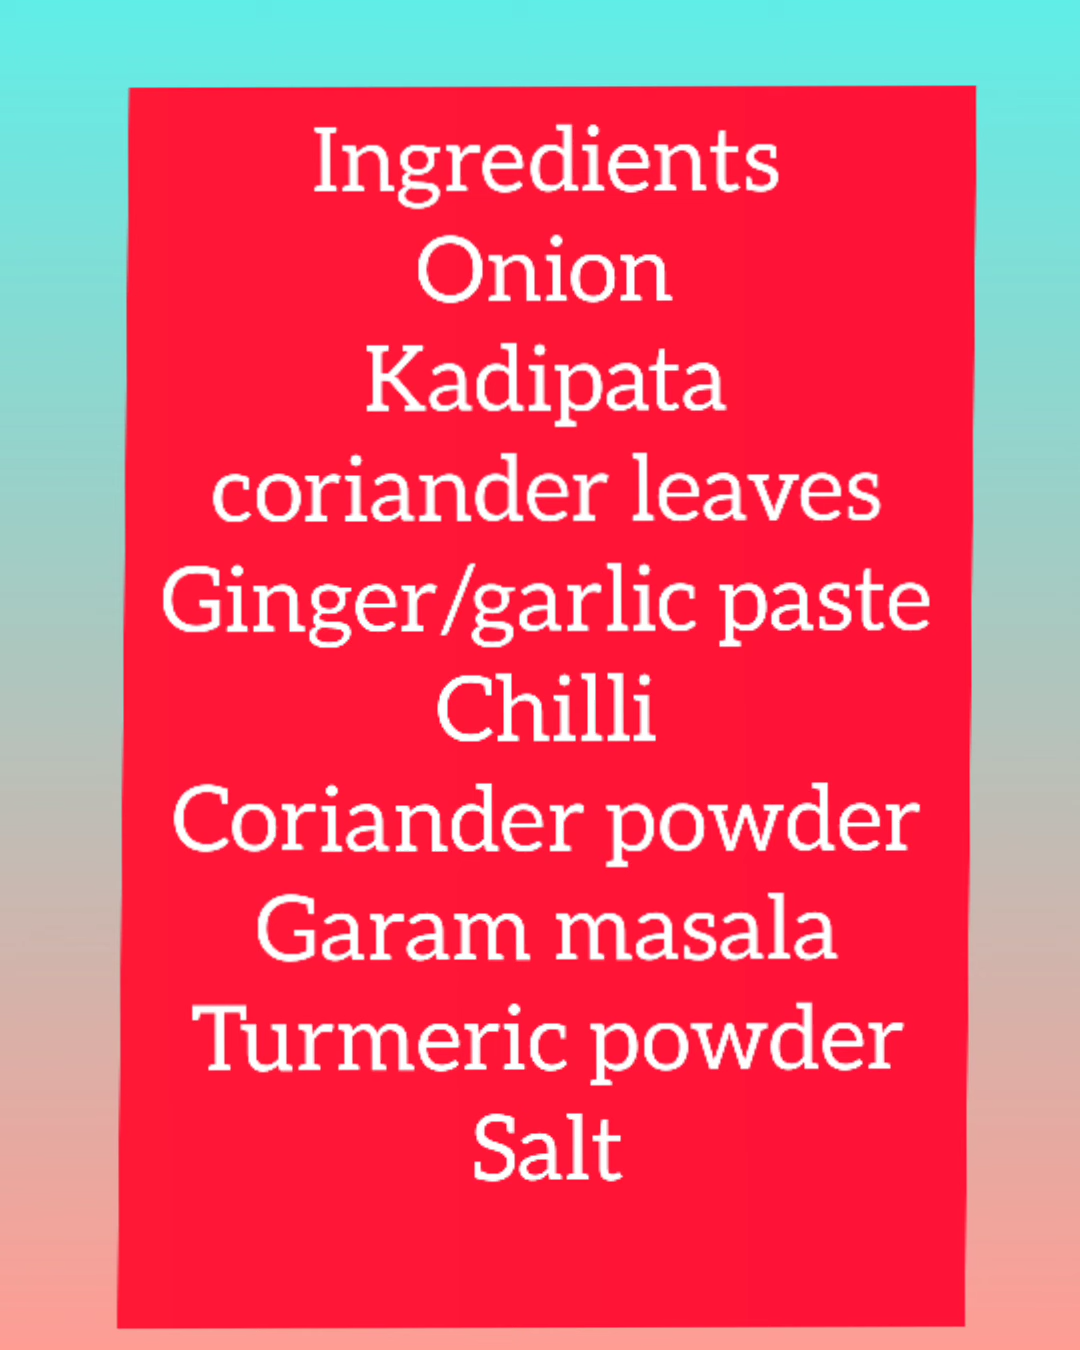 Ingredients
Onion
Kadipata
coriander leaves
Ginger/garlic paste
Chilli
Coriander powder
Garam masala
Turmeric powder
Salt